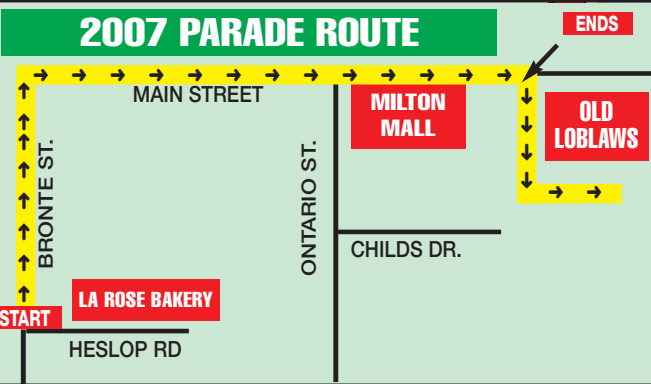 2007 PARADE ROUTE
ENDS
MAIN STREET
MILTON
MALL
OLD
LOBLAWS
BRONTE ST.
ONTARIO ST.
CHILDS DR.
LA ROSE BAKERY
START
HESLOP RD